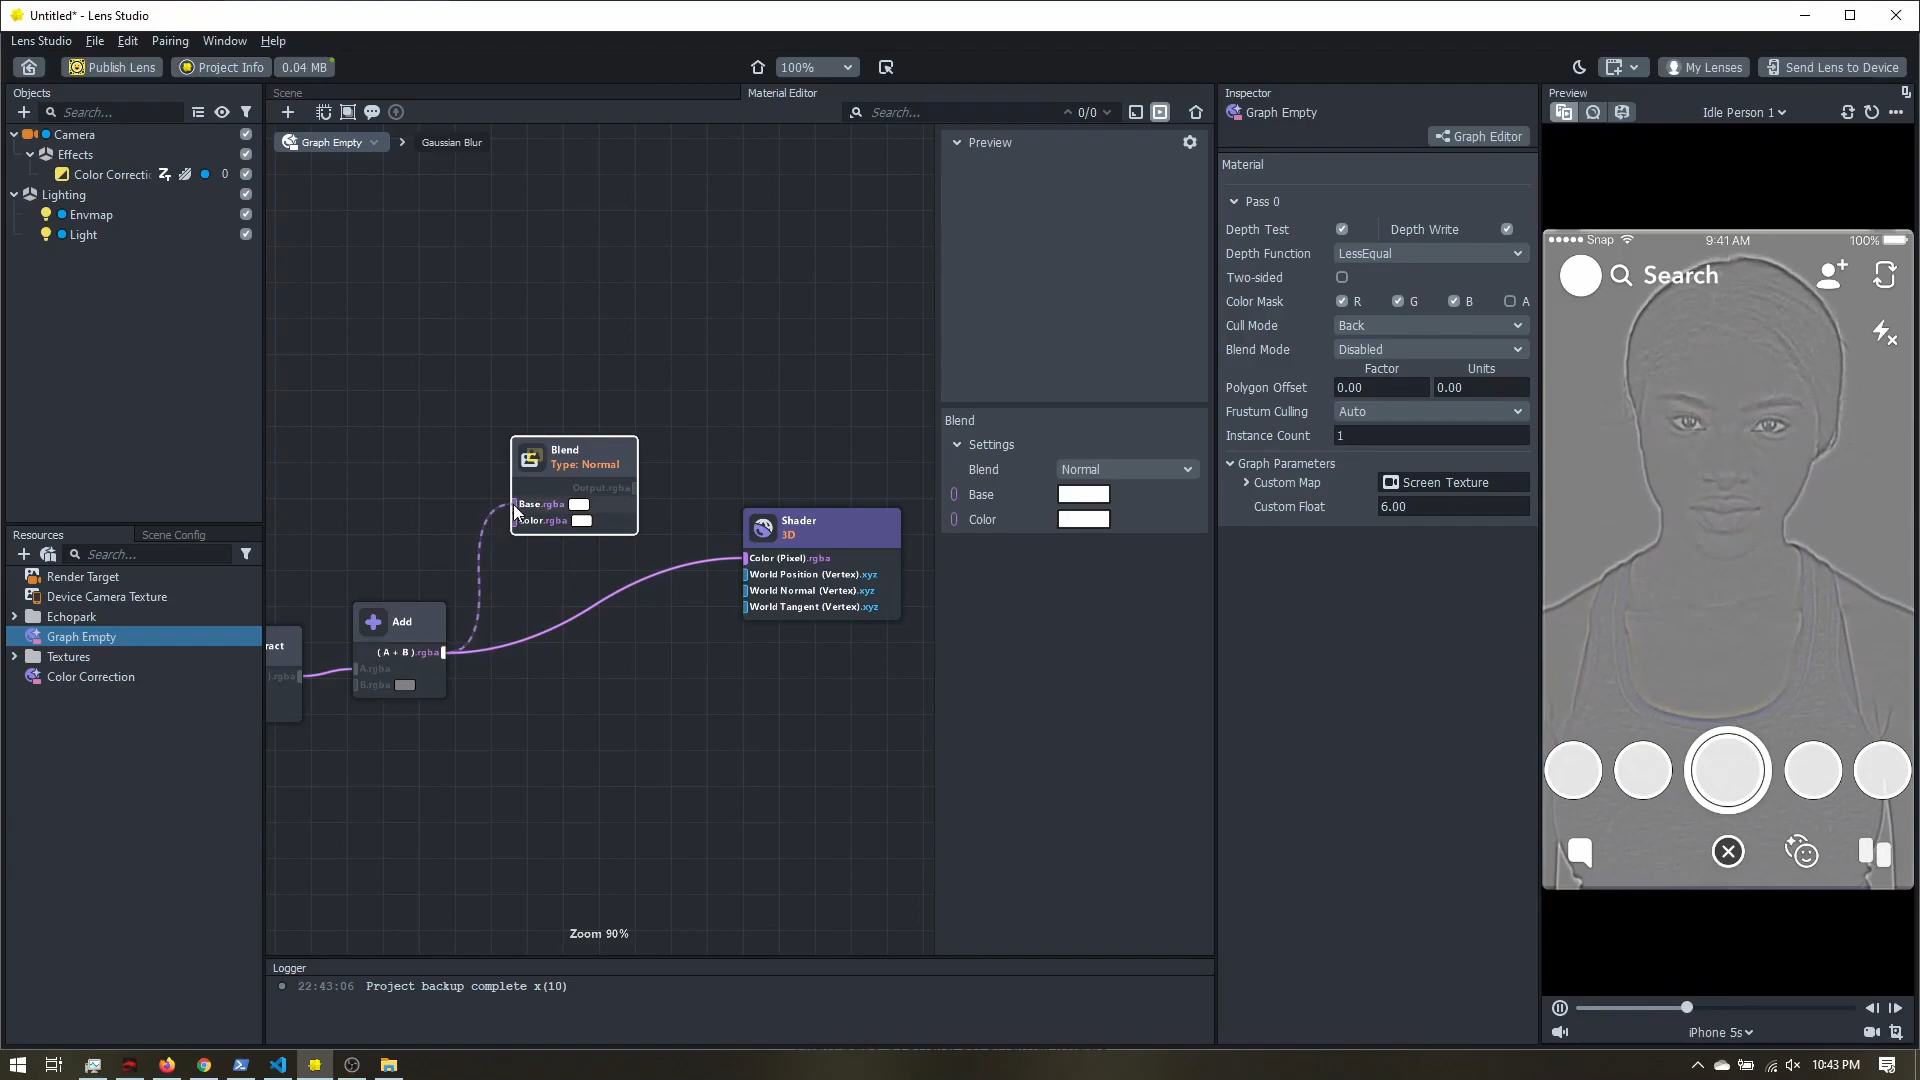 Untitled* - Lens Studio
Lens Studio File Edit Pairing Window Help
Publish Lens Project Info 0.04 MB 100% My Lenses Send Lens to Device
Objects
Search...
Camera
Effects
Color Correctic 0
Lighting
Envmap
Light
Resources Scene Config
Search...
Render Target
Device Camera Texture
Echopark
Graph Empty
Textures
Color Correction
Scene Material Editor
Search... 0/0
Graph Empty Gaussian Blur
Blend
Type: Normal
Output.rgba
Base.rgba
Color.rgba
Shader
3D
Color (Pixel).rgba
World Position (Vertex).xyz
World Normal (Vertex).xyz
World Tangent (Vertex).xyz
Add
( A + B ).rgba
A.rgba
B.rgba
ract
).rgba
Zoom 90%
Preview
Blend
Settings
Blend Normal
Base
Color
Logger
22:43:06 Project backup complete x(10)
Inspector
Graph Empty
Graph Editor
Material
Pass 0
Depth Test Depth Write
Depth Function LessEqual
Two-sided
Color Mask R G B A
Cull Mode Back
Blend Mode Disabled
Factor Units
Polygon Offset 0.00 0.00
Frustum Culling Auto
Instance Count 1
Graph Parameters
Custom Map Screen Texture
Custom Float 6.00
Preview
Idle Person 1
Snap 9:41 AM 100%
Search
iPhone 5s
10:43 PM